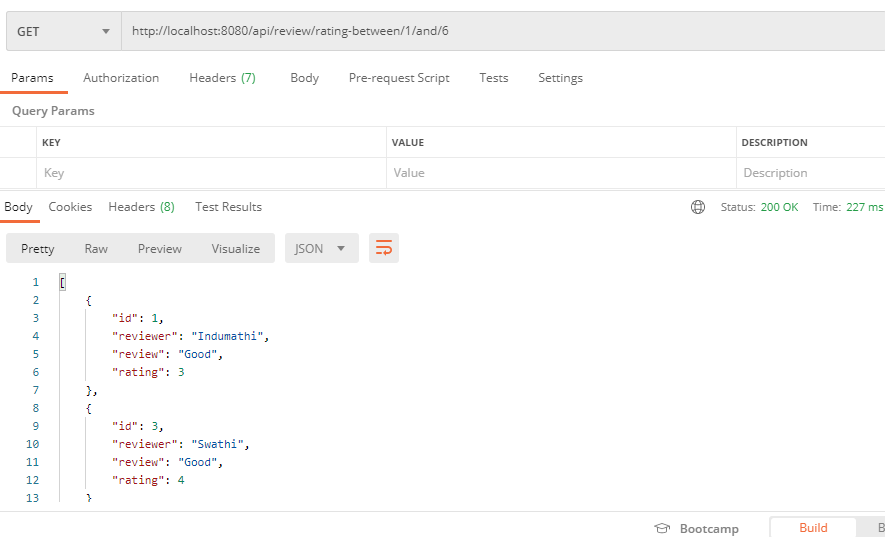 GET http://localhost:8080/api/review/rating-between/1/and/6
Params Authorization Headers (7) Body Pre-request Script Tests Settings
Query Params
KEY VALUE DESCRIPTION
Key Value Description
Body Cookies Headers (8) Test Results Status: 200 OK Time: 227 ms
Pretty Raw Preview Visualize JSON
1 [
2 {
3 "id": 1,
4 "reviewer": "Indumathi",
5 "review": "Good",
6 "rating": 3
7 },
8 {
9 "id": 3,
10 "reviewer": "Swathi",
11 "review": "Good",
12 "rating": 4
13 }
Bootcamp Build B